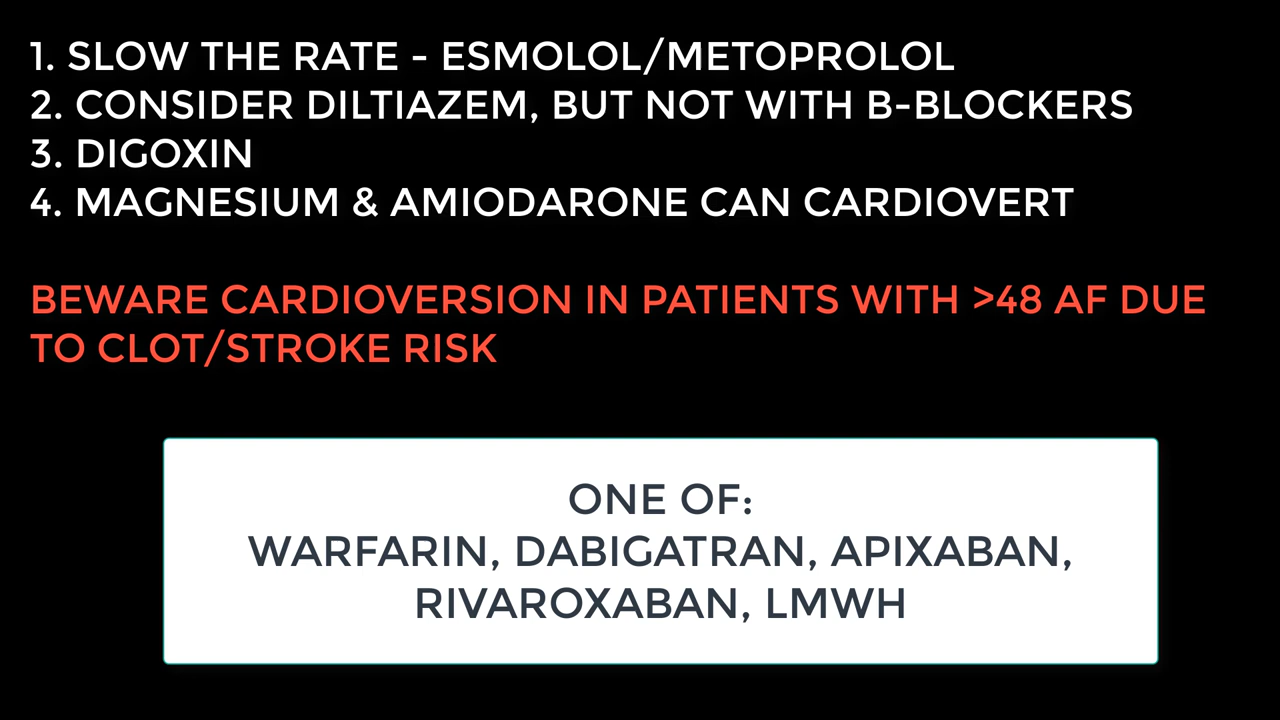 1. SLOW THE RATE - ESMOLOL/METOPROLOL
2. CONSIDER DILTIAZEM, BUT NOT WITH B-BLOCKERS
3. DIGOXIN
4. MAGNESIUM & AMIODARONE CAN CARDIOVERT
BEWARE CARDIOVERSION IN PATIENTS WITH >48 AF DUE
TO CLOT/STROKE RISK
ONE OF:
WARFARIN, DABIGATRAN, APIXABAN,
RIVAROXABAN, LMWH